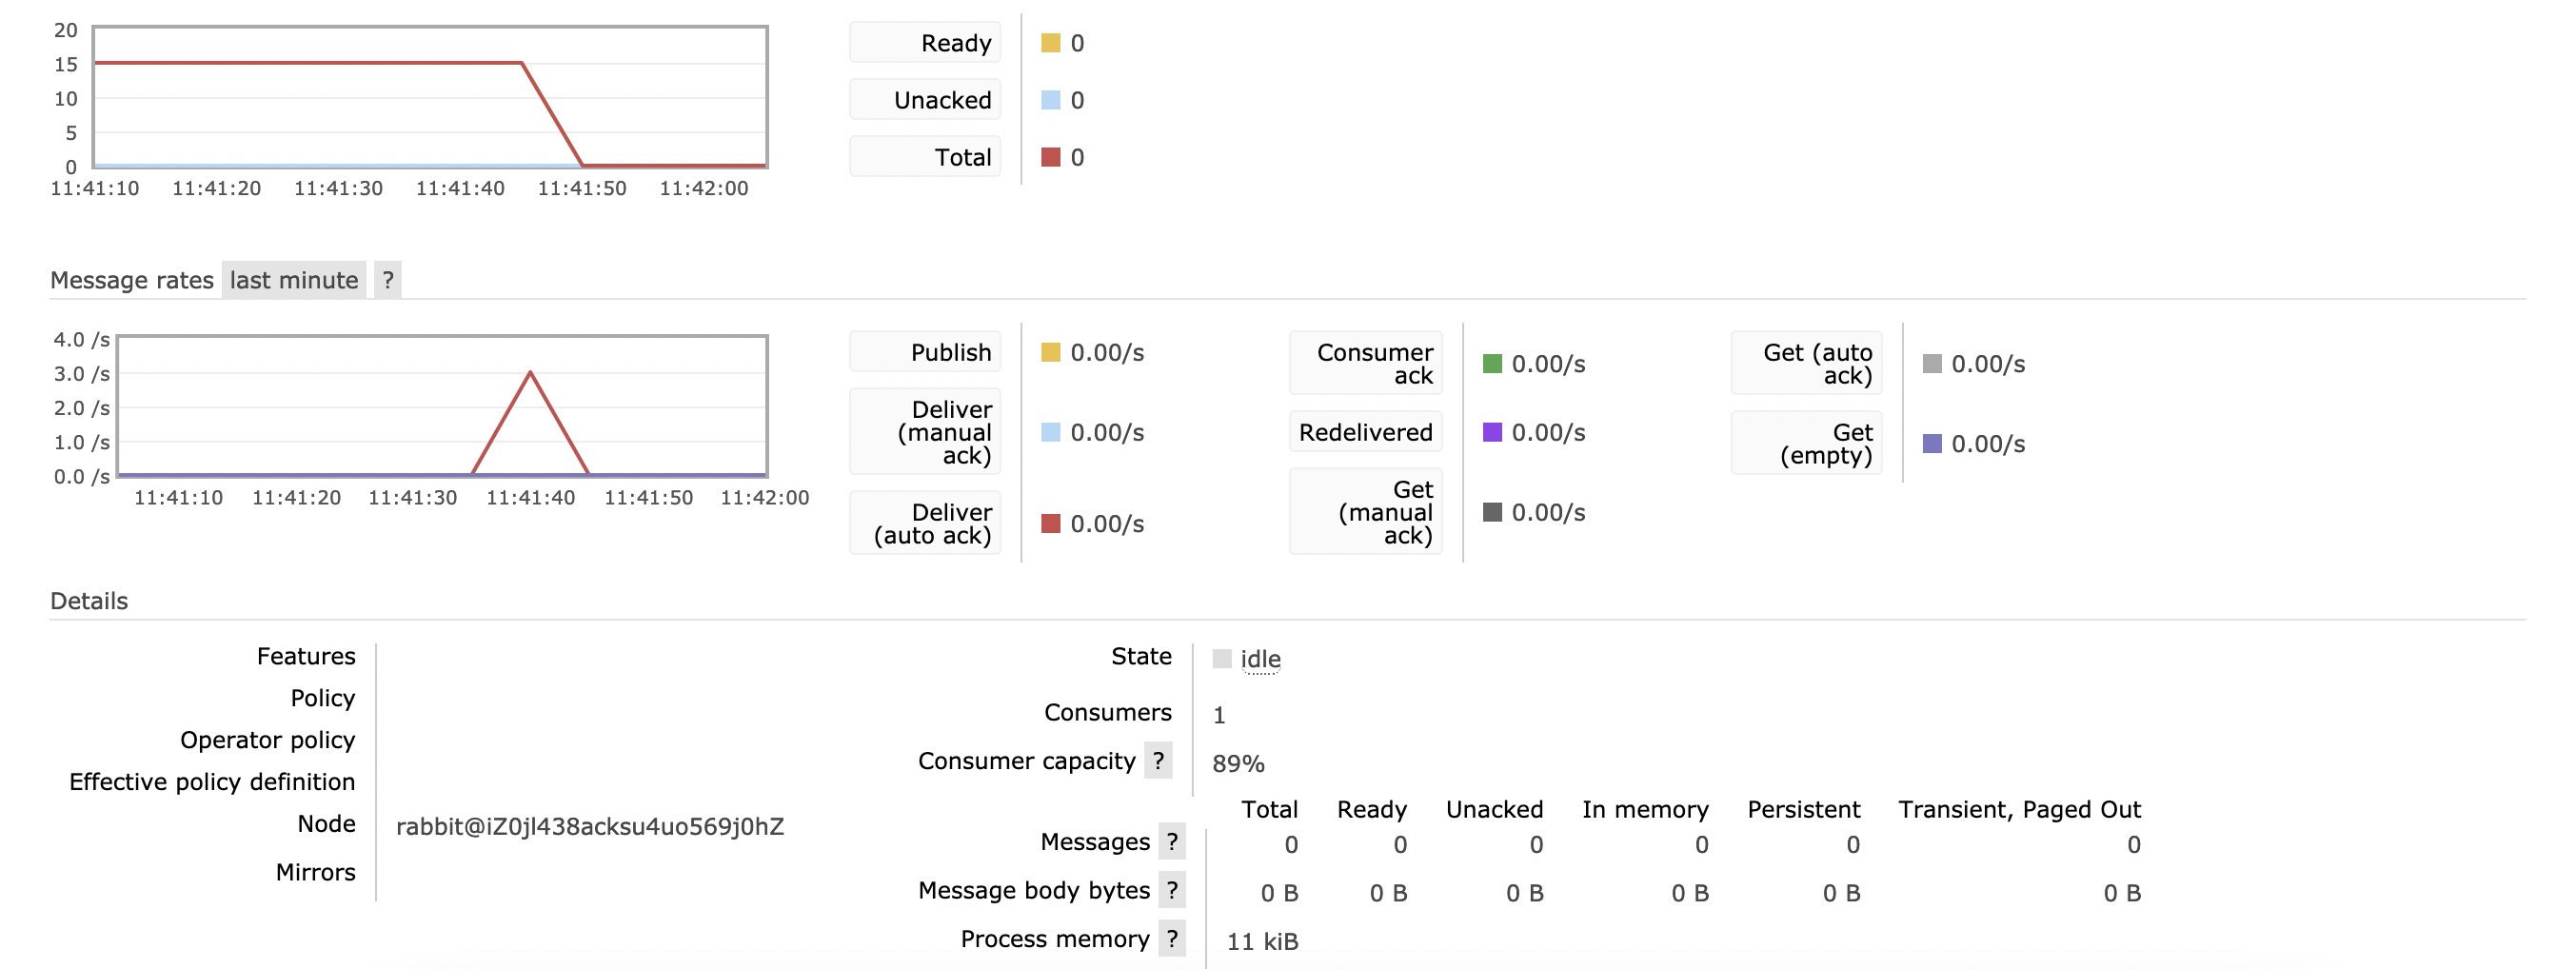 20
15
10
5
0
11:41:10 11:41:20 11:41:30 11:41:40 11:41:50 11:42:00
Ready 0
Unacked 0
Total 0
Message rates last minute ?
4.0 /s
3.0 /s
2.0 /s
1.0 /s
0.0 /s
11:41:10 11:41:20 11:41:30 11:41:40 11:41:50 11:42:00
Publish 0.00/s
Deliver
(manual 0.00/s
ack)
Deliver
(auto ack) 0.00/s
Consumer
ack 0.00/s
Redelivered 0.00/s
Get
(manual 0.00/s
ack)
Get (auto
ack) 0.00/s
Get
(empty) 0.00/s
Details
Features
Policy
Operator policy
Effective policy definition
Node rabbit@iZ0jl438acksu4uo569j0hZ
Mirrors
State idle
Consumers 1
Consumer capacity ? 89%
Total Ready Unacked In memory Persistent Transient, Paged Out
Messages ? 0 0 0 0 0 0
Message body bytes ? 0 B 0 B 0 B 0 B 0 B 0 B
Process memory ? 11 kiB